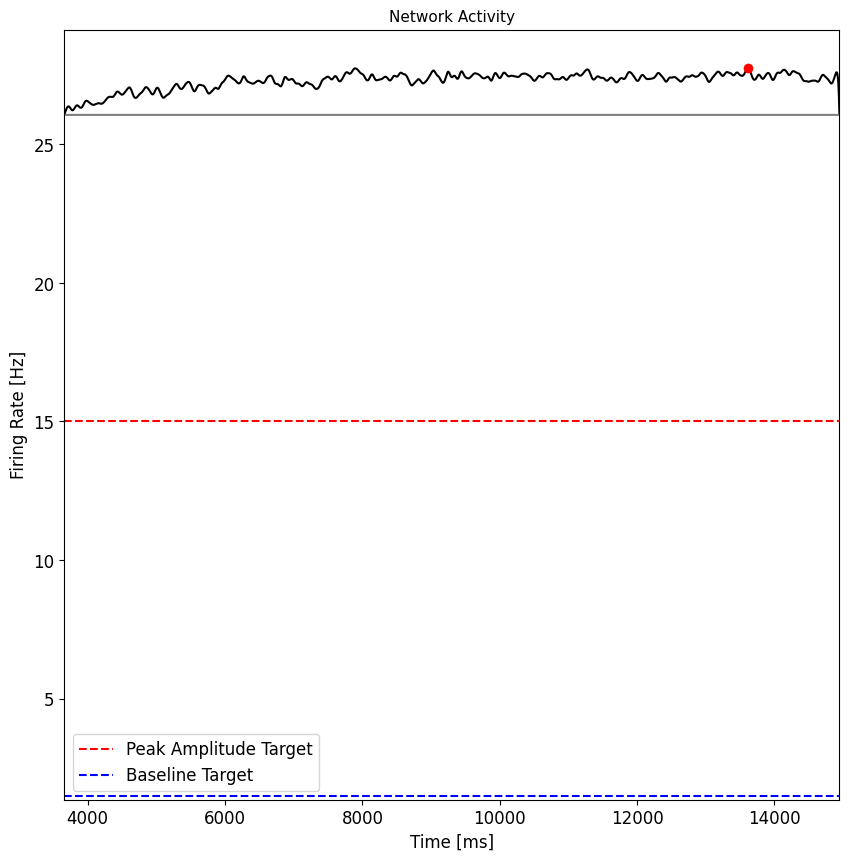 Network Activity
Firing Rate [Hz]
25
20
15
10
5
Peak Amplitude Target
Baseline Target
4000 6000 8000 10000 12000 14000
Time [ms]